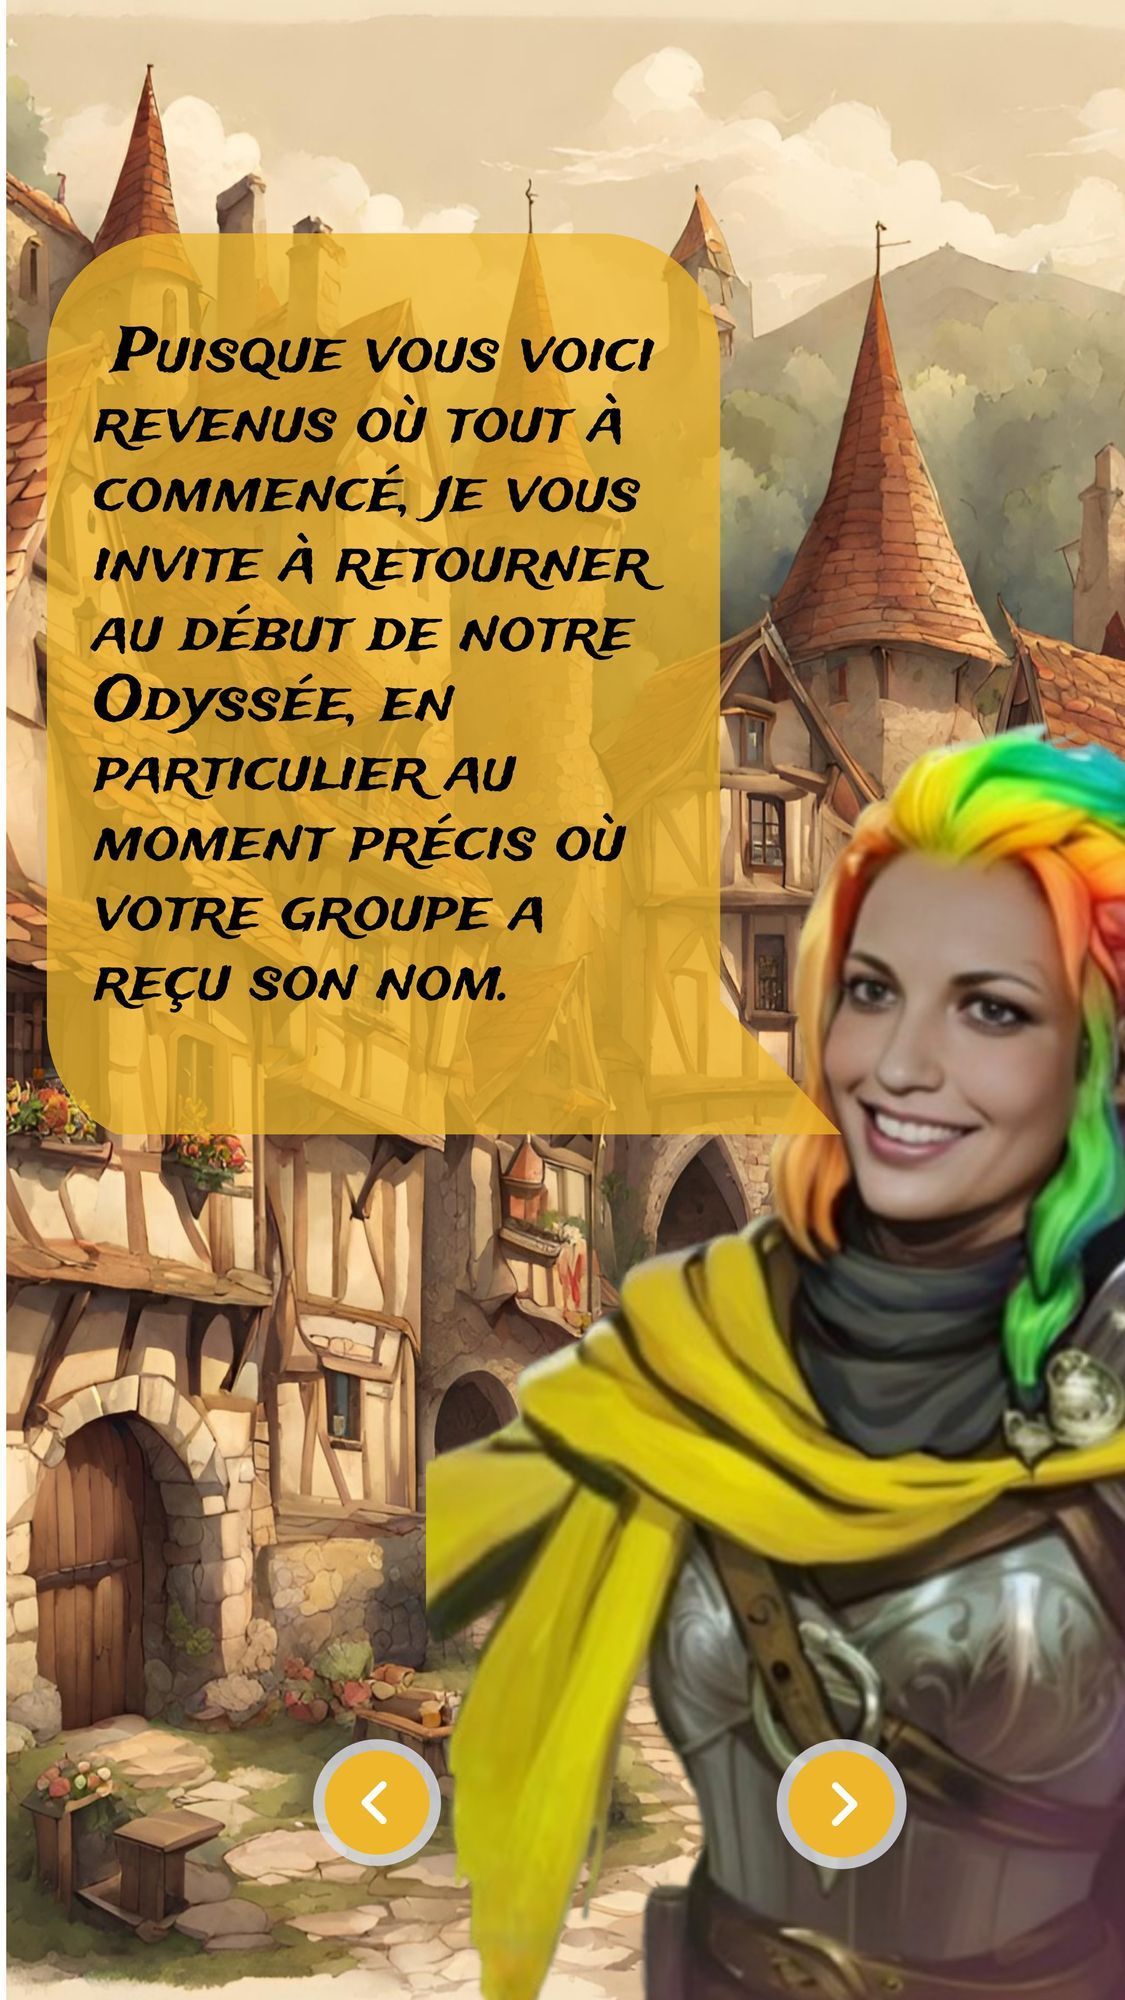 Puisque vous voici
revenus où tout à
commencé, je vous
invite à retourner
au début de notre
Odyssée, en
particulier au
moment précis où
votre groupe a
reçu son nom.